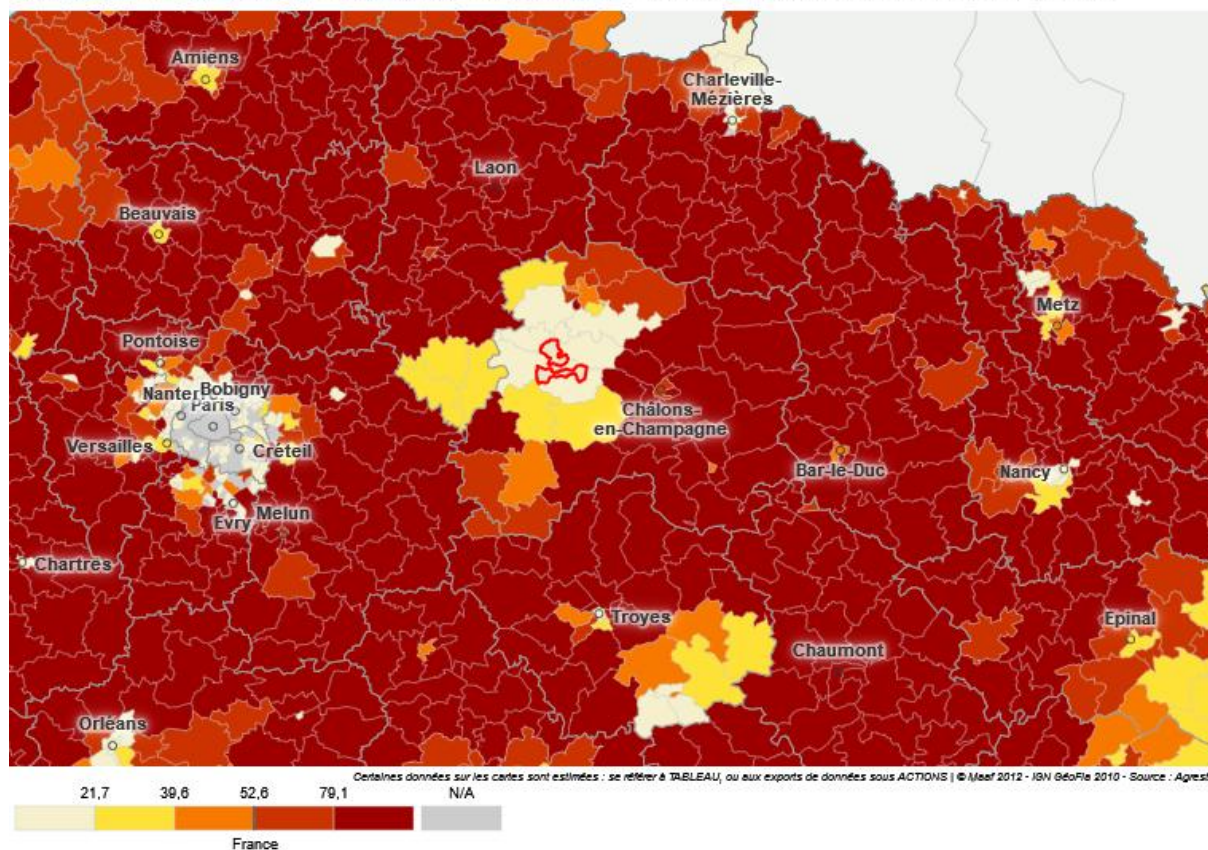 Amiens
Charleville-
Mézières
Laon
Beauvais
Metz
Pontoise
Bobigny
Nanter
Paris
Châlons-
en-Champagne
Versailles
Créteil
Bar-le-Duc
Nancy
Melun
Evry
Chartres
Troyes
Epinal
Chaumont
Orléans
Certaines données sur les cartes sont estimées : se référer à TABLEAU, ou aux exports de données sous ACTIONS | © Maaf 2012 - IGN GéoFla 2010 - Source : Agrest
21,7 39,6 52,6 79,1 N/A
France